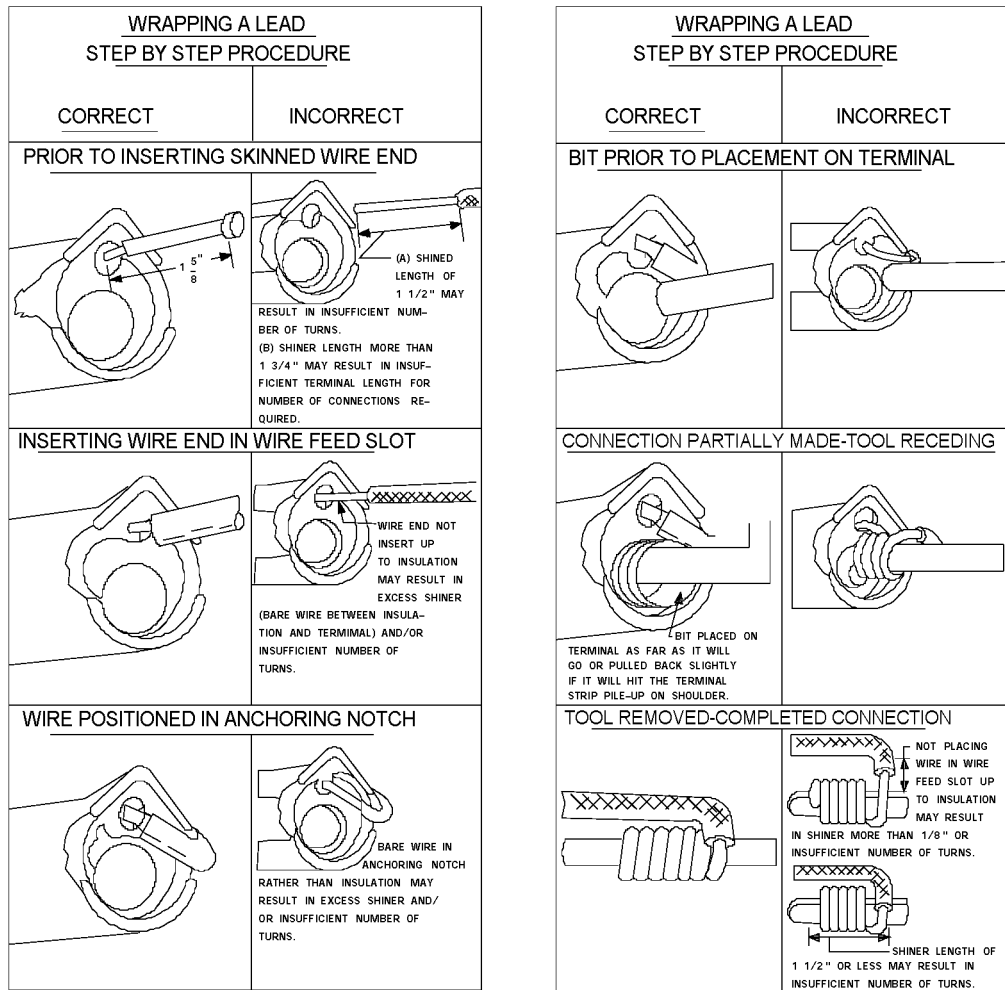 WRAPPING A LEAD
STEP BY STEP PROCEDURE
CORRECT
INCORRECT
PRIOR TO INSERTING SKINNED WIRE END
1 5/8"
(A) SHINED
LENGTH OF
1 1/2" MAY
RESULT IN INSUFFICIENT NUM–
BER OF TURNS.
(B) SHINER LENGTH MORE THAN
1 3/4" MAY RESULT IN INSUF–
FICIENT TERMINAL LENGTH FOR
NUMBER OF CONNECTIONS RE–
QUIRED.
INSERTING WIRE END IN WIRE FEED SLOT
WIRE END NOT
INSERT UP
TO INSULATION
MAY RESULT IN
EXCESS SHINER
(BARE WIRE BETWEEN INSULA–
TION AND TERMIMAL) AND/OR
INSUFFICIENT NUMBER OF
TURNS.
WIRE POSITIONED IN ANCHORING NOTCH
BARE WIRE IN
ANCHORING NOTCH
RATHER THAN INSULATION MAY
RESULT IN EXCESS SHINER AND/
OR INSUFFICIENT NUMBER OF
TURNS.
WRAPPING A LEAD
STEP BY STEP PROCEDURE
CORRECT
INCORRECT
BIT PRIOR TO PLACEMENT ON TERMINAL
CONNECTION PARTIALLY MADE-TOOL RECEDING
BIT PLACED ON
TERMINAL AS FAR AS IT WILL
GO OR PULLED BACK SLIGHTLY
IF IT WILL HIT THE TERMINAL
STRIP PILE–UP ON SHOULDER.
TOOL REMOVED-COMPLETED CONNECTION
NOT PLACING
WIRE IN WIRE
FEED SLOT UP
TO INSULATION
MAY RESULT
IN SHINER MORE THAN 1/8" OR
INSUFFICIENT NUMBER OF TURNS.
SHINER LENGTH OF
1 1/2" OR LESS MAY RESULT IN
INSUFFICIENT NUMBER OF TURNS.